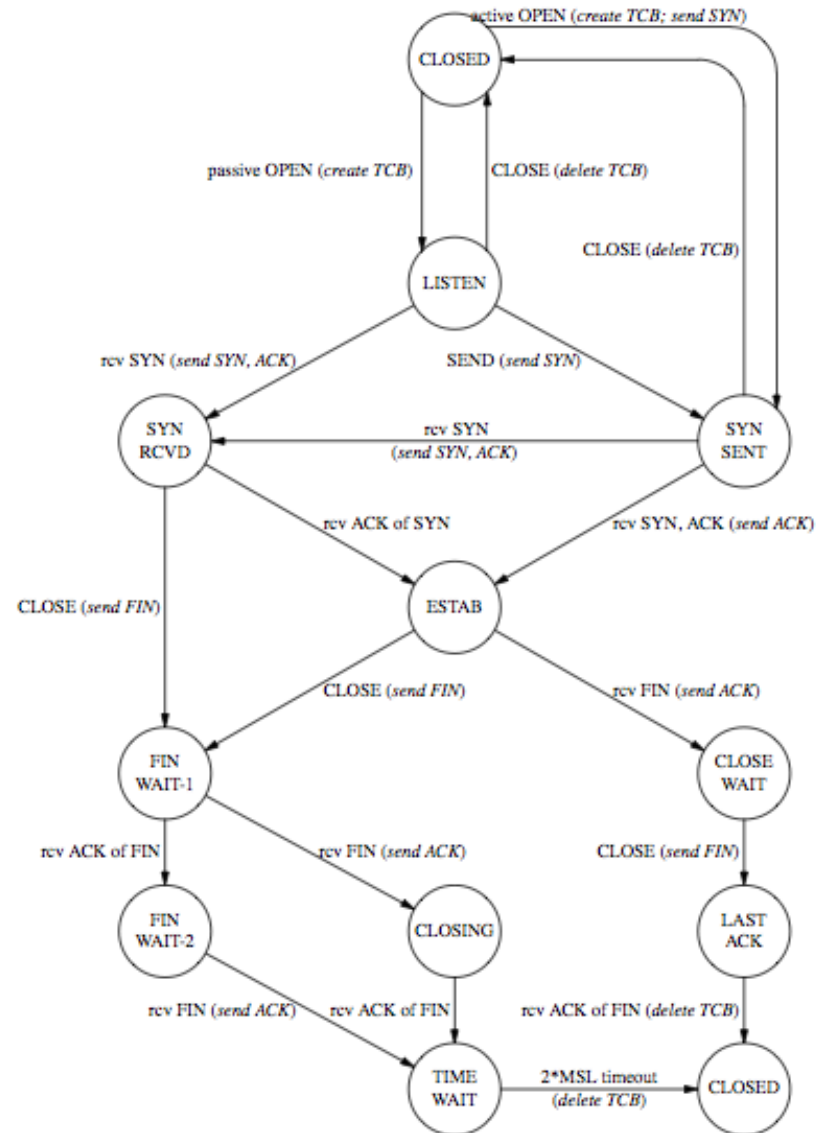 active OPEN (create TCB; send SYN)
CLOSED
passive OPEN (create TCB)
CLOSE (delete TCB)
CLOSE (delete TCB)
LISTEN
rcv SYN (send SYN, ACK)
SEND (send SYN)
SYN
RCVD
rcv SYN
(send SYN, ACK)
SYN
SENT
rcv ACK of SYN
rcv SYN, ACK (send ACK)
CLOSE (send FIN)
ESTAB
CLOSE (send FIN)
rcv FIN (send ACK)
FIN
WAIT-1
CLOSE
WAIT
rcv ACK of FIN
rcv FIN (send ACK)
CLOSE (send FIN)
FIN
WAIT-2
CLOSING
LAST
ACK
rcv FIN (send ACK)
rcv ACK of FIN
rcv ACK of FIN (delete TCB)
TIME
WAIT
2*MSL timeout
(delete TCB)
CLOSED